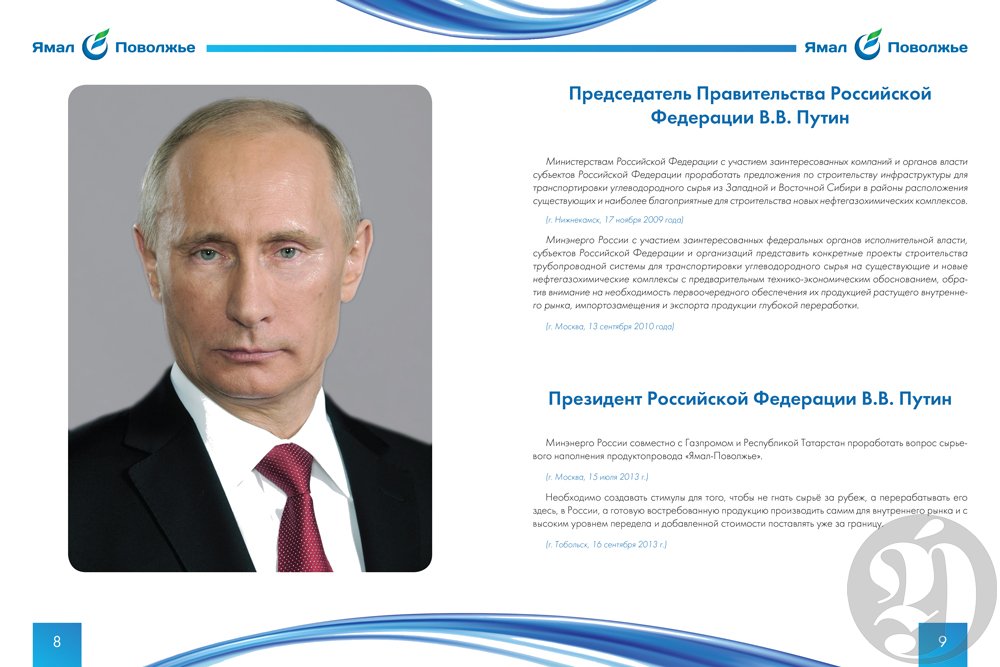 Ямал Поволжье
Ямал Поволжье
Председатель Правительства Российской
Федерации В.В. Путин
Министерствам Российской Федерации с участием заинтересованных компаний и органов власти
субъектов Российской Федерации проработать предложения по строительству инфраструктуры для
транспортировки углеводородного сырья из Западной и Восточной Сибири в районы расположения
существующих и наиболее благоприятные для строительства новых нефтегазохимических комплексов.
(г. Нижнекамск, 17 ноября 2009 года)
Минэнерго России с участием заинтересованных федеральных органов исполнительной власти,
субъектов Российской Федерации и организаций представить конкретные проекты строительства
трубопроводной системы для транспортировки углеводородного сырья на существующие и новые
нефтегазохимические комплексы с предварительным технико-экономическим обоснованием, обра-
тив внимание на необходимость первоочередного обеспечения их продукцией растущего внутренне-
го рынка, импортозамещения и экспорта продукции глубокой переработки.
(г. Москва, 13 сентября 2010 года)
Президент Российской Федерации В.В. Путин
Минэнерго России совместно с Газпромом и Республикой Татарстан проработать вопрос сырье-
вого наполнения продуктопровода «Ямал-Поволжье».
(г. Москва, 15 июля 2013 г.)
Необходимо создавать стимулы для того, чтобы не гнать сырьё за рубеж, а перерабатывать его
здесь, в России, а готовую востребованную продукцию производить самим для внутреннего рынка и с
высоким уровнем передела и добавленной стоимости поставлять уже за границу.
(г. Тобольск, 16 сентября 2013 г.)
8
9